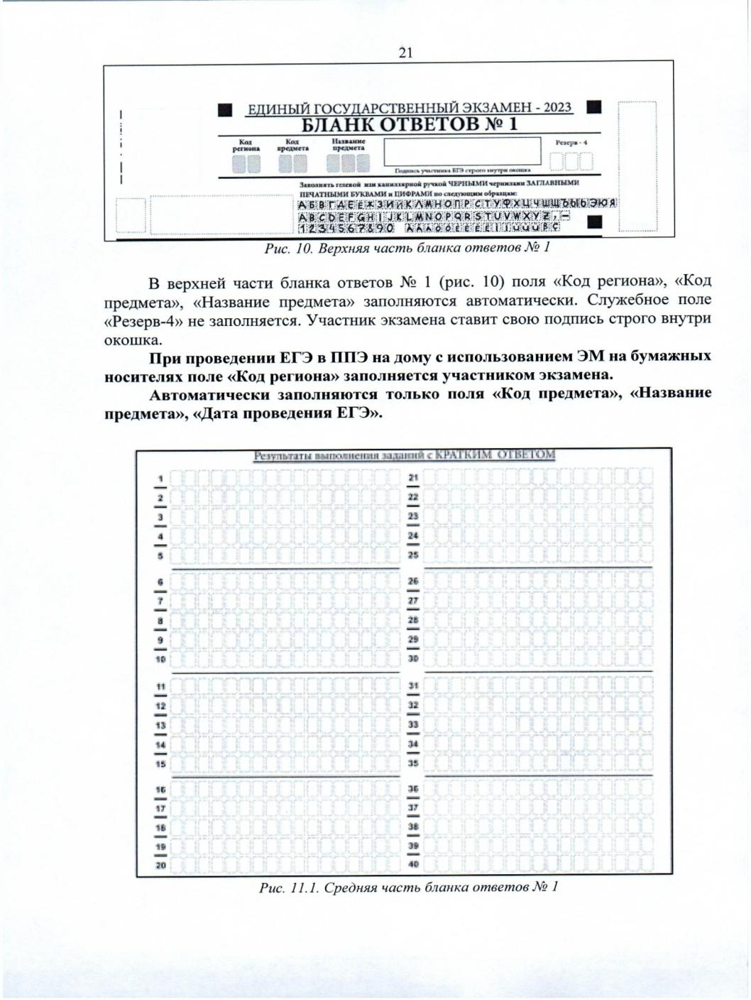 21
ЕДИНЫЙ ГОСУДАРСТВЕННЫЙ ЭКЗАМЕН - 2023
БЛАНК ОТВЕТОВ № 1
Код региона
Код предмета
Название предмета
Резерв - 4
Подпись участника ЕГЭ строго внутри окошка
Заполнять гелевой или капиллярной ручкой ЧЕРНЫМИ чернилами ЗАГЛАВНЫМИ
ПЕЧАТНЫМИ БУКВАМИ и ЦИФРАМИ по следующим образцам:
АБВГДЕЁЖЗИЙКЛМНОПРСТУФХЦЧШЩЪЫЬЭЮЯ
ABCDEFGHIJKLMNOPQRSTUVWXYZ,-
1234567890
Рис. 10. Верхняя часть бланка ответов № 1
В верхней части бланка ответов № 1 (рис. 10) поля «Код региона», «Код
предмета», «Название предмета» заполняются автоматически. Служебное поле
«Резерв-4» не заполняется. Участник экзамена ставит свою подпись строго внутри
окошка.
При проведении ЕГЭ в ППЭ на дому с использованием ЭМ на бумажных
носителях поле «Код региона» заполняется участником экзамена.
Автоматически заполняются только поля «Код предмета», «Название
предмета», «Дата проведения ЕГЭ».
Результаты выполнения заданий с КРАТКИМ ОТВЕТОМ
1 21
2 22
3 23
4 24
5 25
6 26
7 27
8 28
9 29
10 30
11 31
12 32
13 33
14 34
15 35
16 36
17 37
18 38
19 39
20 40
Рис. 11.1. Средняя часть бланка ответов № 1